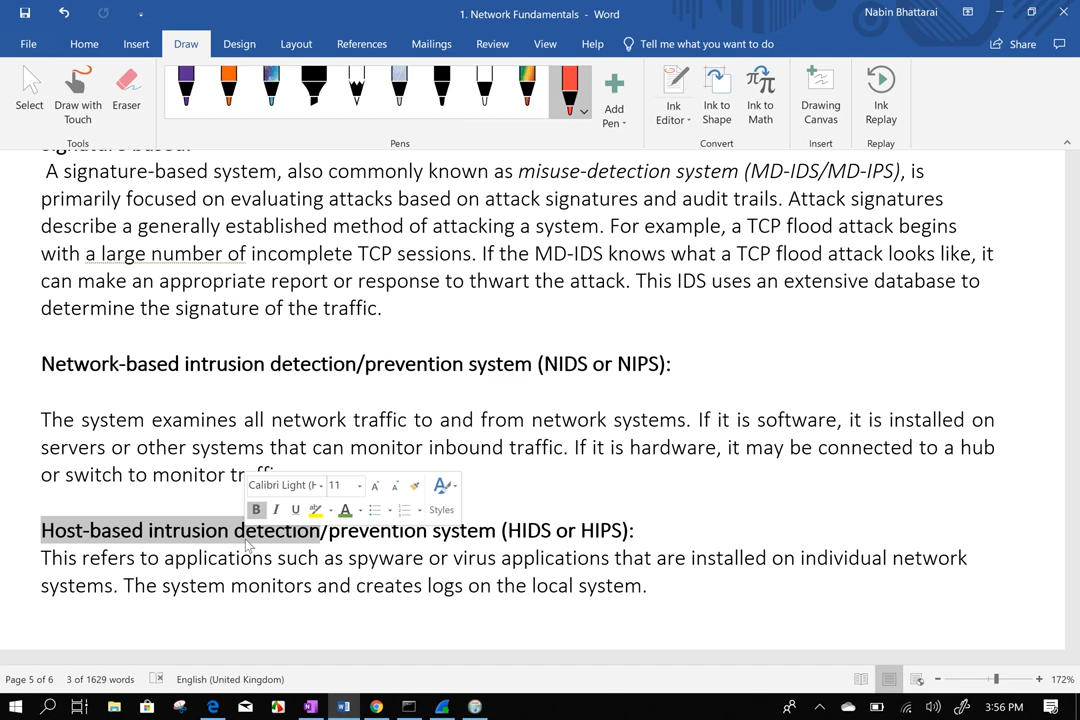 1. Network Fundamentals - Word
Nabin Bhattarai
File Home Insert Draw Design Layout References Mailings Review View Help Tell me what you want to do Share
Select
Draw with Touch
Eraser
Add Pen
Ink Editor
Ink to Shape
Ink to Math
Drawing Canvas
Ink Replay
Tools Pens Convert Insert Replay
A signature-based system, also commonly known as misuse-detection system (MD-IDS/MD-IPS), is
primarily focused on evaluating attacks based on attack signatures and audit trails. Attack signatures
describe a generally established method of attacking a system. For example, a TCP flood attack begins
with a large number of incomplete TCP sessions. If the MD-IDS knows what a TCP flood attack looks like, it
can make an appropriate report or response to thwart the attack. This IDS uses an extensive database to
determine the signature of the traffic.
Network-based intrusion detection/prevention system (NIDS or NIPS):
The system examines all network traffic to and from network systems. If it is software, it is installed on
servers or other systems that can monitor inbound traffic. If it is hardware, it may be connected to a hub
or switch to monitor
Calibri Light (H 11
B I U ab A Styles
Host-based intrusion detection/prevention system (HIDS or HIPS):
This refers to applications such as spyware or virus applications that are installed on individual network
systems. The system monitors and creates logs on the local system.
Page 5 of 6 3 of 1629 words English (United Kingdom) 172%
3:56 PM